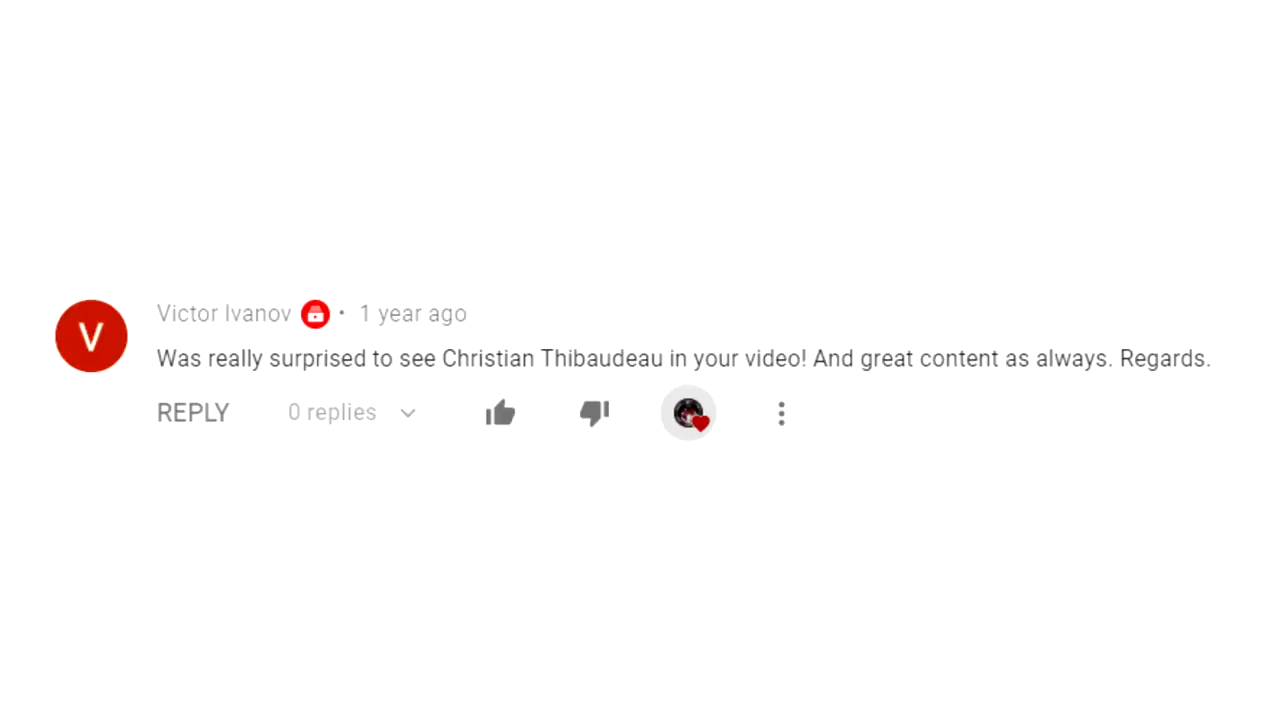 V
Victor Ivanov • 1 year ago
Was really surprised to see Christian Thibaudeau in your video! And great content as always. Regards.
REPLY 0 replies